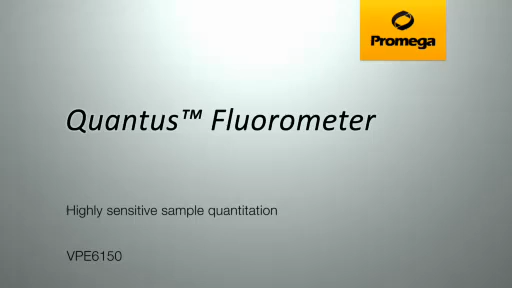 Promega
Quantus™ Fluorometer
Highly sensitive sample quantitation
VPE6150